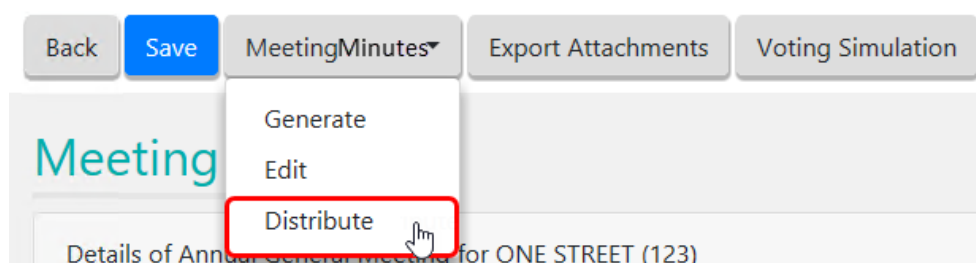 Back Save MeetingMinutes Export Attachments Voting Simulation
Generate
Meeting
Edit
Distribute
Details of Annual General Meeting for ONE STREET (123)